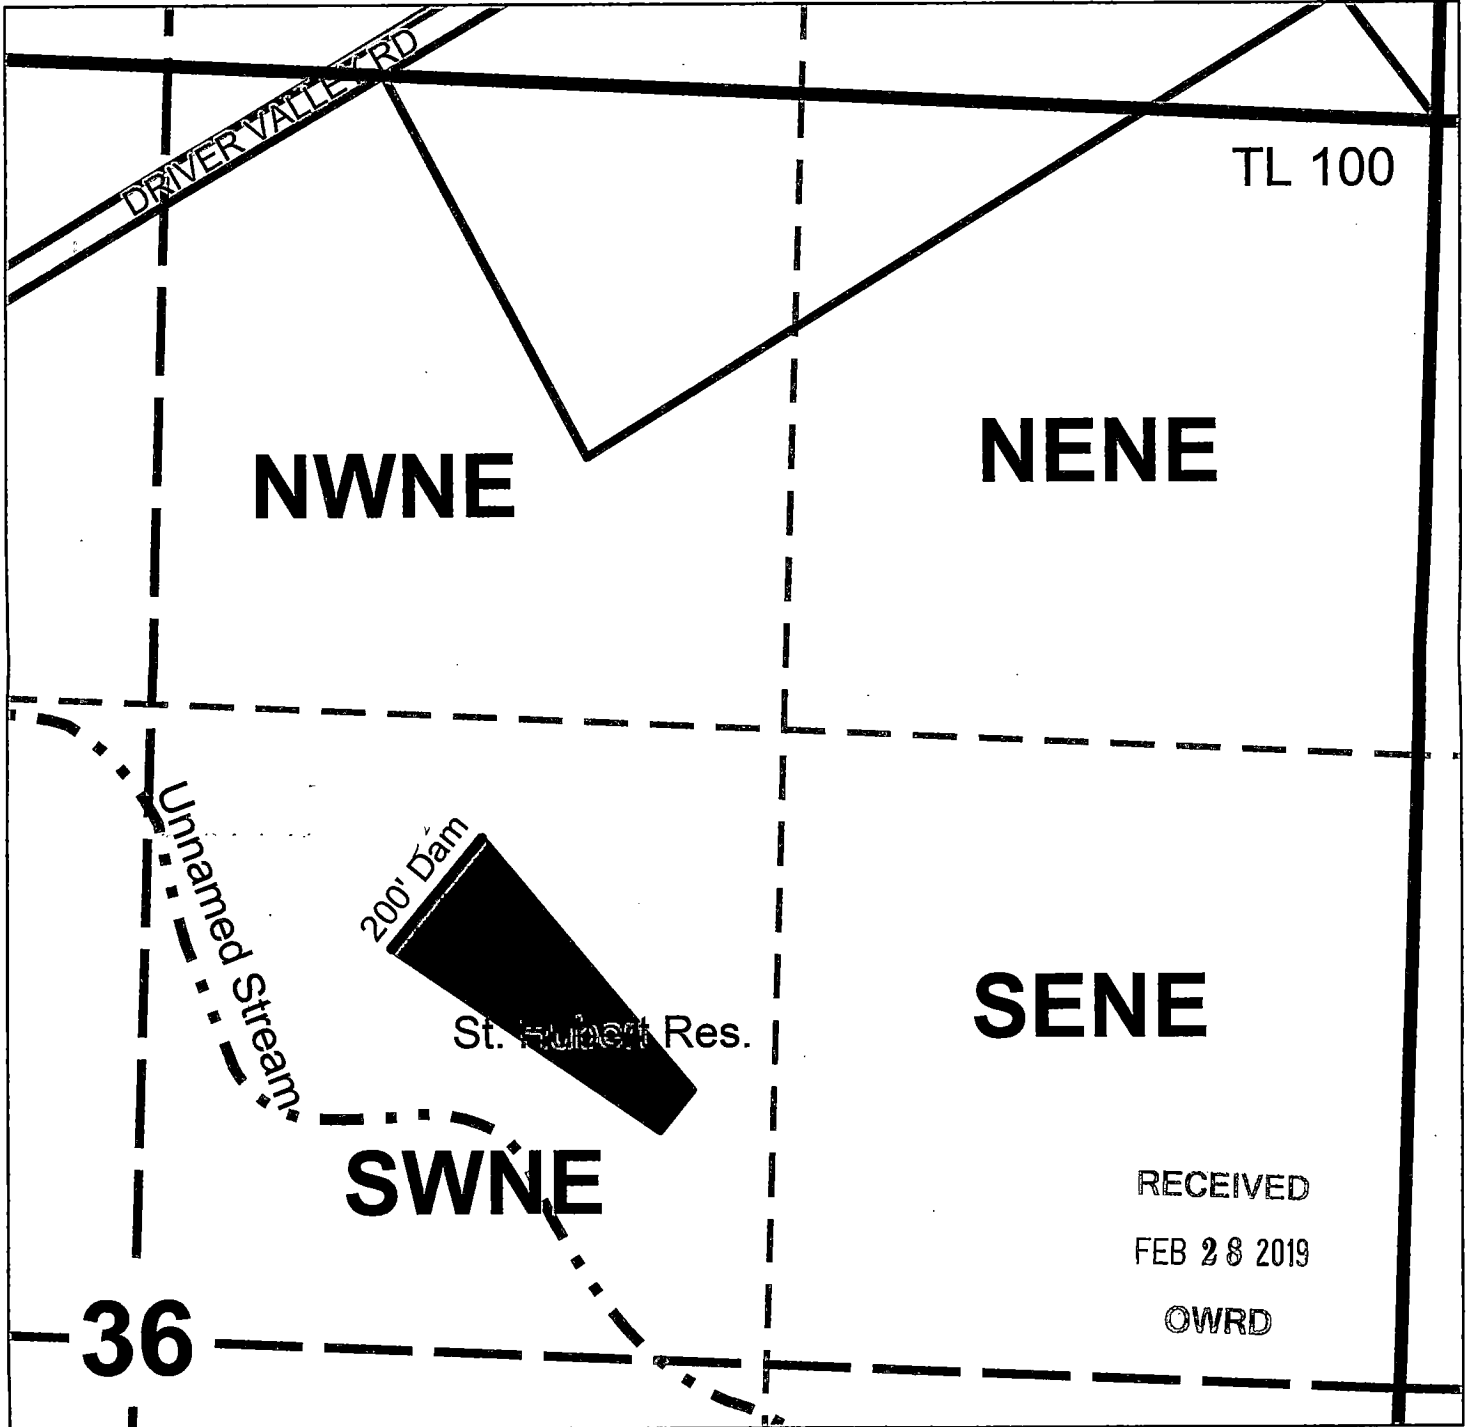 DRIVER VALLEY RD
TL 100
NWNE
NENE
Unnamed Stream
200' Dam
St. Hubert Res.
SENE
SWNE
RECEIVED
FEB 28 2019
OWRD
36